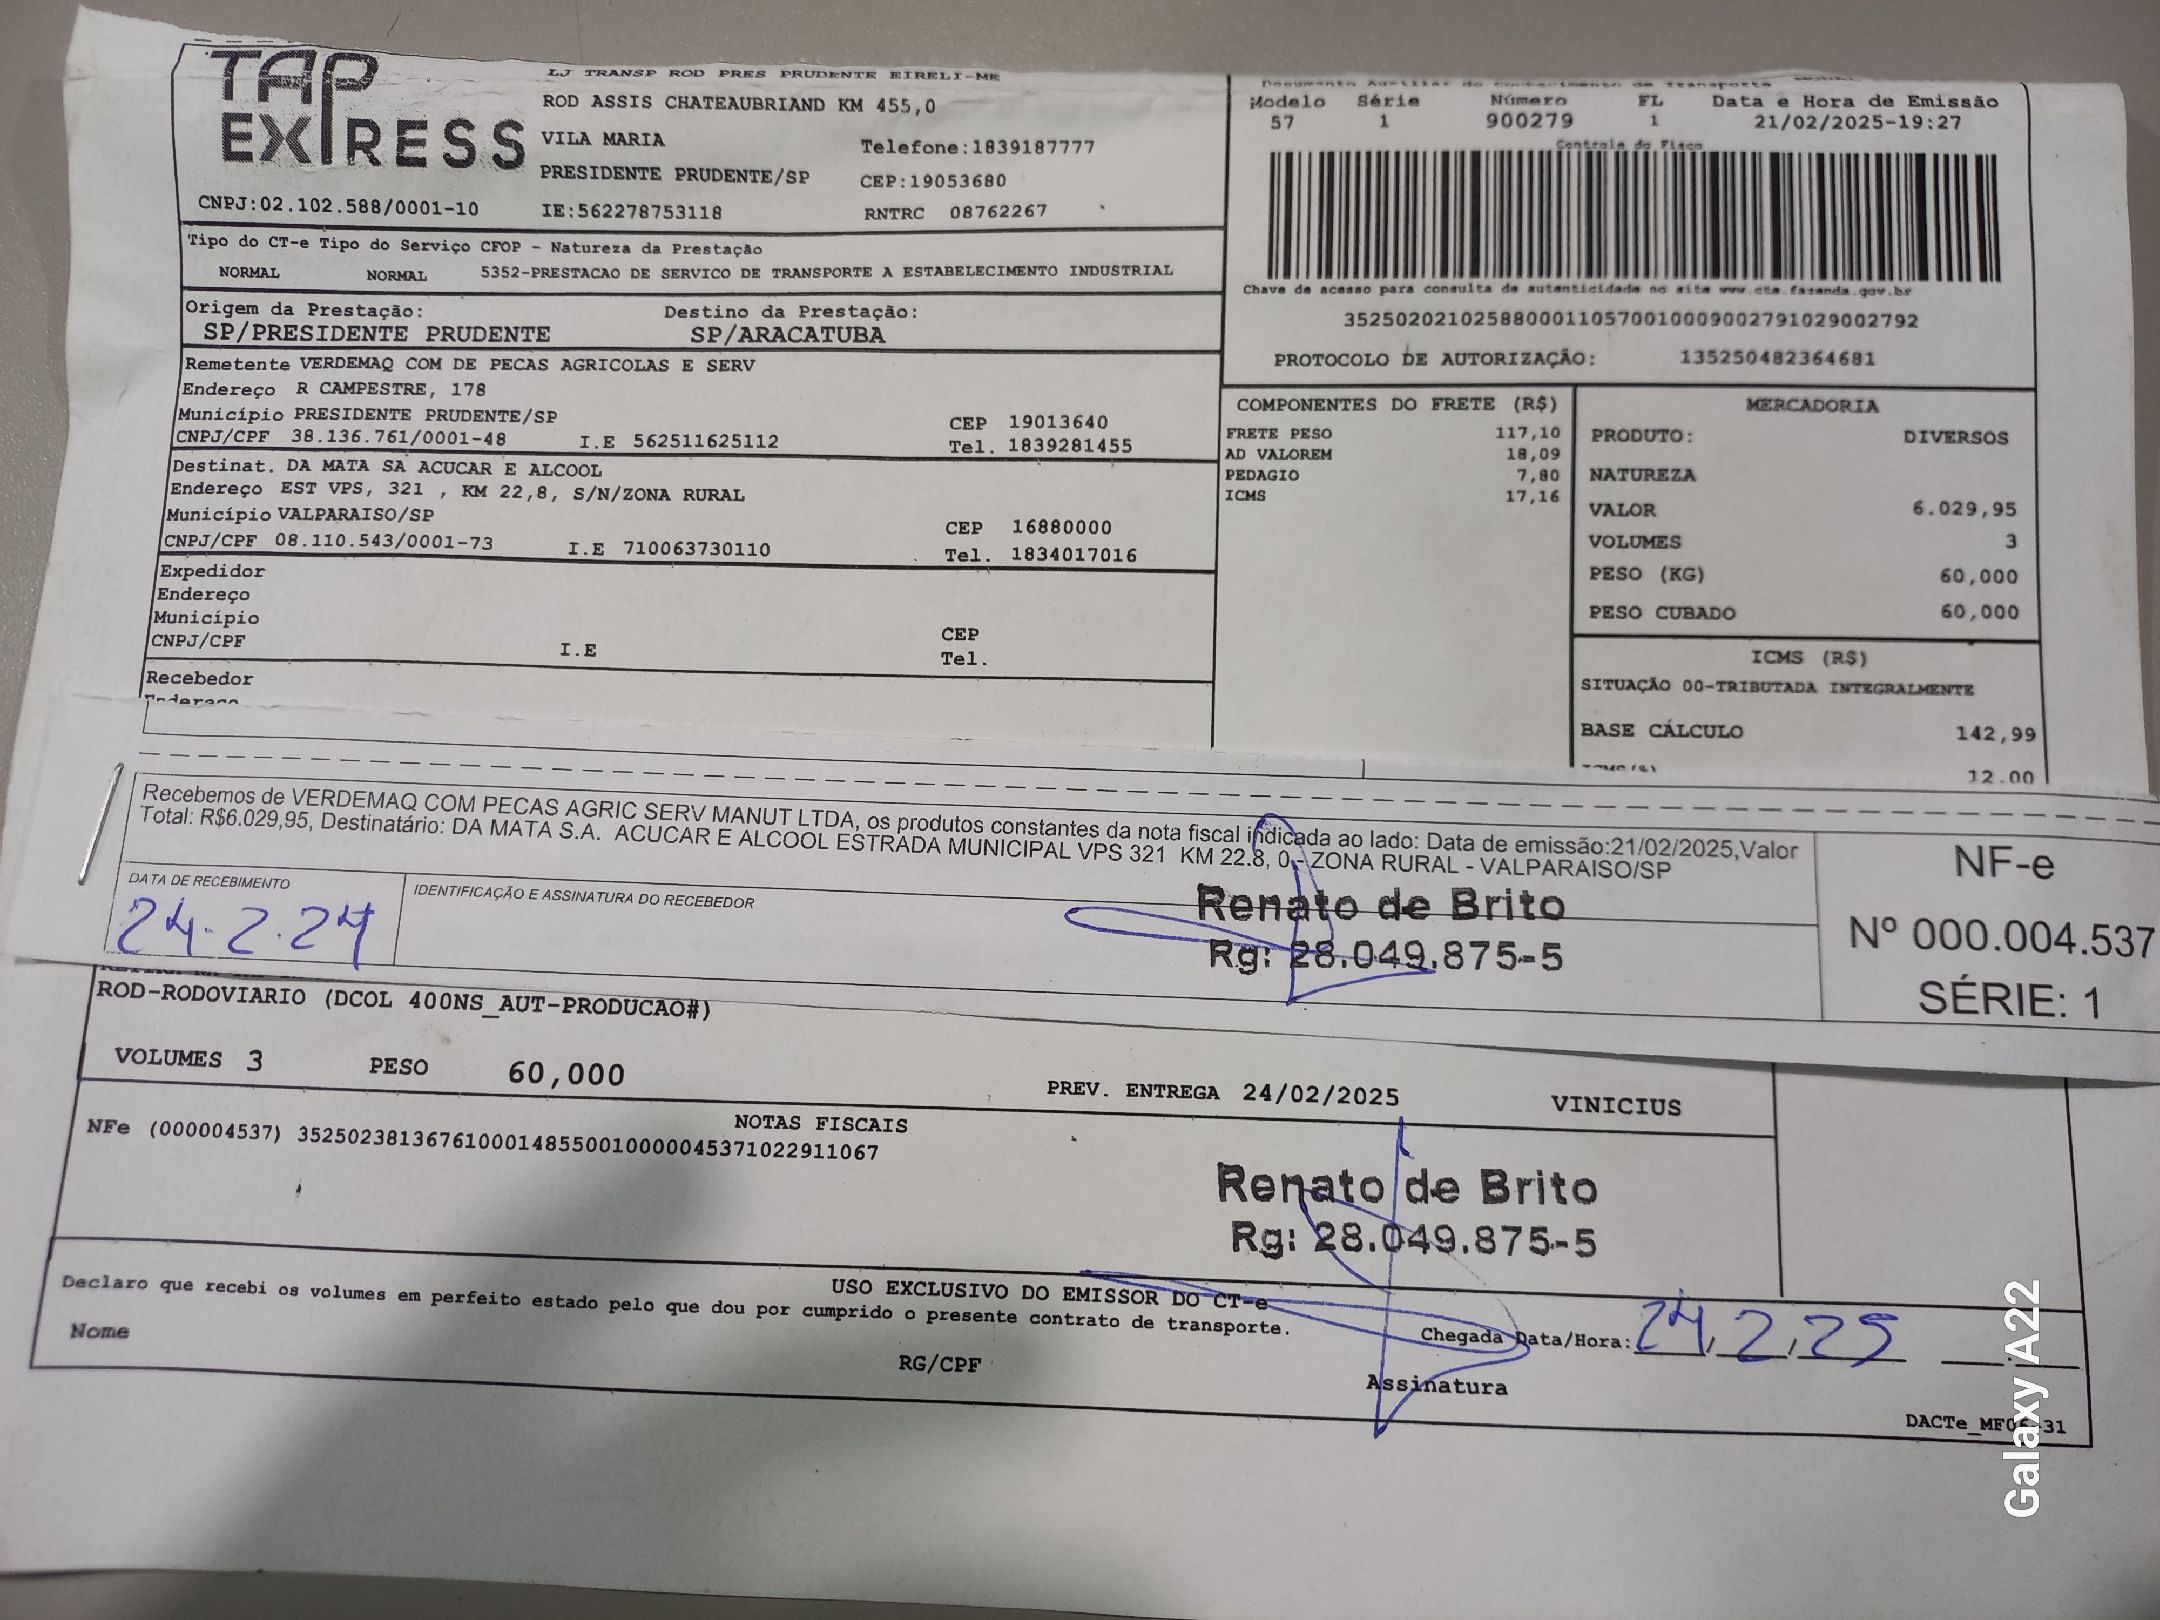 TAP EXPRESS
LJ TRANSP ROD PRES PRUDENTE EIRELI-ME
ROD ASSIS CHATEAUBRIAND KM 455,0
VILA MARIA Telefone:1839187777
PRESIDENTE PRUDENTE/SP CEP:19053680
CNPJ:02.102.588/0001-10 IE:562278753118 RNTRC 08762267
Documento Auxiliar do Conhecimento de Transporte
Modelo Série Número FL Data e Hora de Emissão
57 1 900279 1 21/02/2025-19:27
Controle do Fisco
Chave de acesso para consulta de autenticidade no site www.cte.fazenda.gov.br
35250202102588000110570010009002791029002792
PROTOCOLO DE AUTORIZAÇÃO: 135250482364681
Tipo do CT-e Tipo do Serviço CFOP - Natureza da Prestação
NORMAL NORMAL 5352-PRESTACAO DE SERVICO DE TRANSPORTE A ESTABELECIMENTO INDUSTRIAL
Origem da Prestação: Destino da Prestação:
SP/PRESIDENTE PRUDENTE SP/ARACATUBA
Remetente VERDEMAQ COM DE PECAS AGRICOLAS E SERV
Endereço R CAMPESTRE, 178
Município PRESIDENTE PRUDENTE/SP CEP 19013640
CNPJ/CPF 38.136.761/0001-48 I.E 562511625112 Tel. 1839281455
Destinat. DA MATA SA ACUCAR E ALCOOL
Endereço EST VPS, 321 , KM 22,8, S/N/ZONA RURAL
Município VALPARAISO/SP CEP 16880000
CNPJ/CPF 08.110.543/0001-73 I.E 710063730110 Tel. 1834017016
Expedidor
Endereço
Município CEP
CNPJ/CPF I.E Tel.
Recebedor
Endereço
COMPONENTES DO FRETE (R$)
FRETE PESO 117,10
AD VALOREM 18,09
PEDAGIO 7,80
ICMS 17,16
MERCADORIA
PRODUTO: DIVERSOS
NATUREZA
VALOR 6.029,95
VOLUMES 3
PESO (KG) 60,000
PESO CUBADO 60,000
ICMS (R$)
SITUAÇÃO 00-TRIBUTADA INTEGRALMENTE
BASE CÁLCULO 142,99
ICMS(%) 12.00
Recebemos de VERDEMAQ COM PECAS AGRIC SERV MANUT LTDA, os produtos constantes da nota fiscal indicada ao lado: Data de emissão:21/02/2025,Valor
Total: R$6.029,95, Destinatário: DA MATA S.A. ACUCAR E ALCOOL ESTRADA MUNICIPAL VPS 321 KM 22.8, 0 - ZONA RURAL - VALPARAISO/SP
DATA DE RECEBIMENTO IDENTIFICAÇÃO E ASSINATURA DO RECEBEDOR
24.2.24
Renato de Brito
Rg: 28.049.875-5
NF-e
Nº 000.004.537
SÉRIE: 1
ROD-RODOVIARIO (DCOL 400NS_AUT-PRODUCAO#)
VOLUMES 3 PESO 60,000 PREV. ENTREGA 24/02/2025 VINICIUS
NOTAS FISCAIS
NFe (000004537) 35250238136761000148550010000045371022911067
Renato de Brito
Rg: 28.049.875-5
USO EXCLUSIVO DO EMISSOR DO CT-e
Declaro que recebi os volumes em perfeito estado pelo que dou por cumprido o presente contrato de transporte.
Nome RG/CPF Assinatura Chegada Data/Hora: 24, 2, 25
Galaxy A22